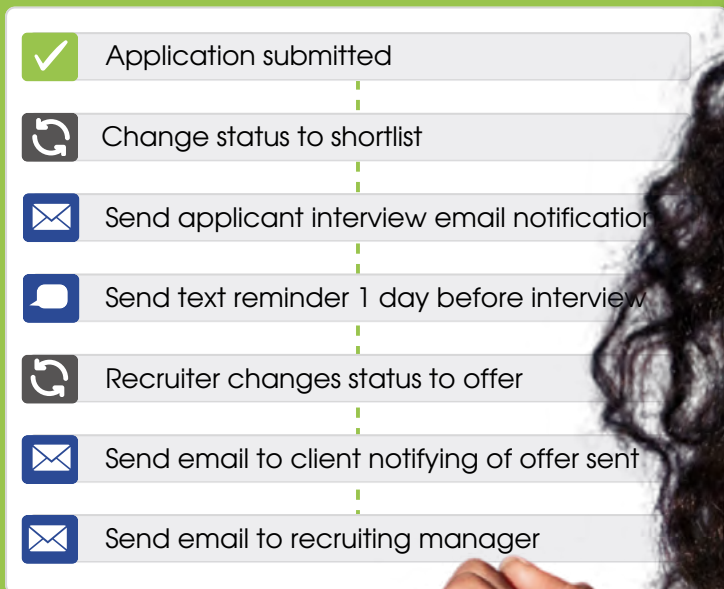 Application submitted
Change status to shortlist
Send applicant interview email notification
Send text reminder 1 day before interview
Recruiter changes status to offer
Send email to client notifying of offer sent
Send email to recruiting manager